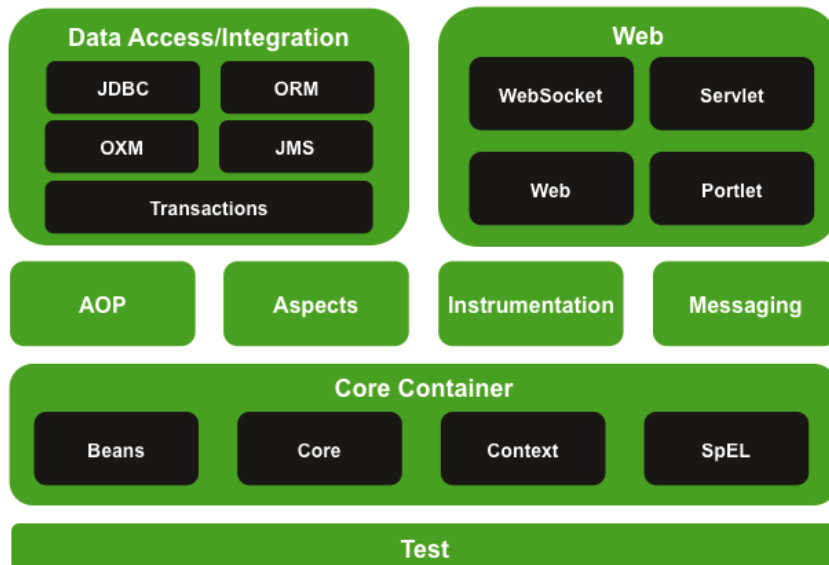 Data Access/Integration
JDBC ORM
OXM JMS
Transactions
Web
WebSocket Servlet
Web Portlet
AOP Aspects Instrumentation Messaging
Core Container
Beans Core Context SpEL
Test